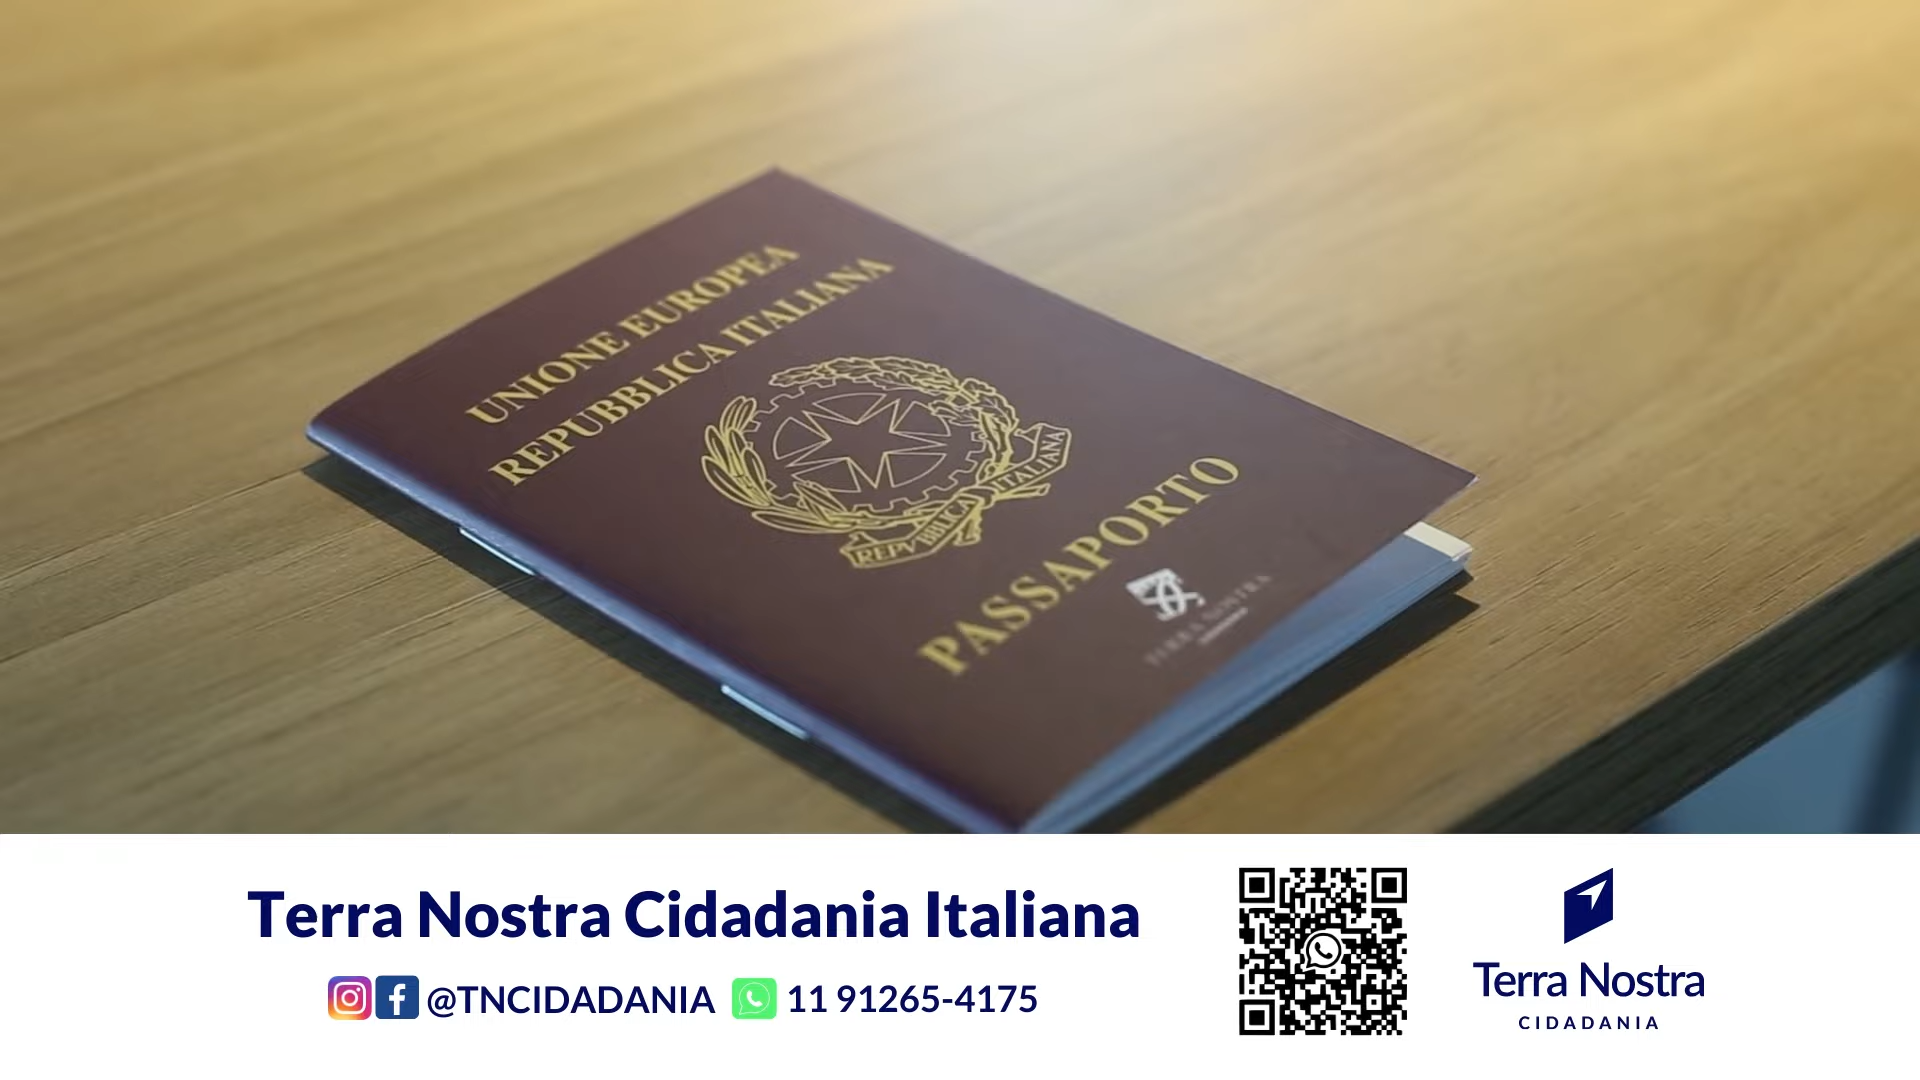 UNIONE EUROPEA
REPUBBLICA ITALIANA
REPVBBLICA ITALIANA
PASSAPORTO
TERRA NOSTRA
Terra Nostra Cidadania Italiana
@TNCIDADANIA 11 91265-4175
Terra Nostra
CIDADANIA